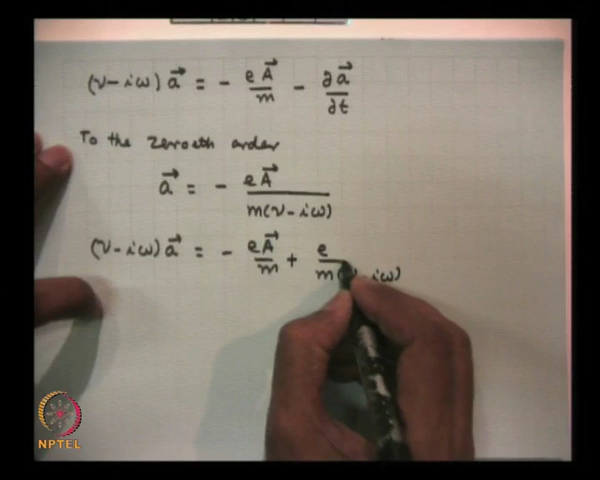 (ν-iω) a⃗ = - eA⃗/m - ∂a⃗/∂t
To the zeroeth order
a⃗ = - eA⃗/m(ν-iω)
(ν-iω) a⃗ = - eA⃗/m + e/m( iω)
NPTEL